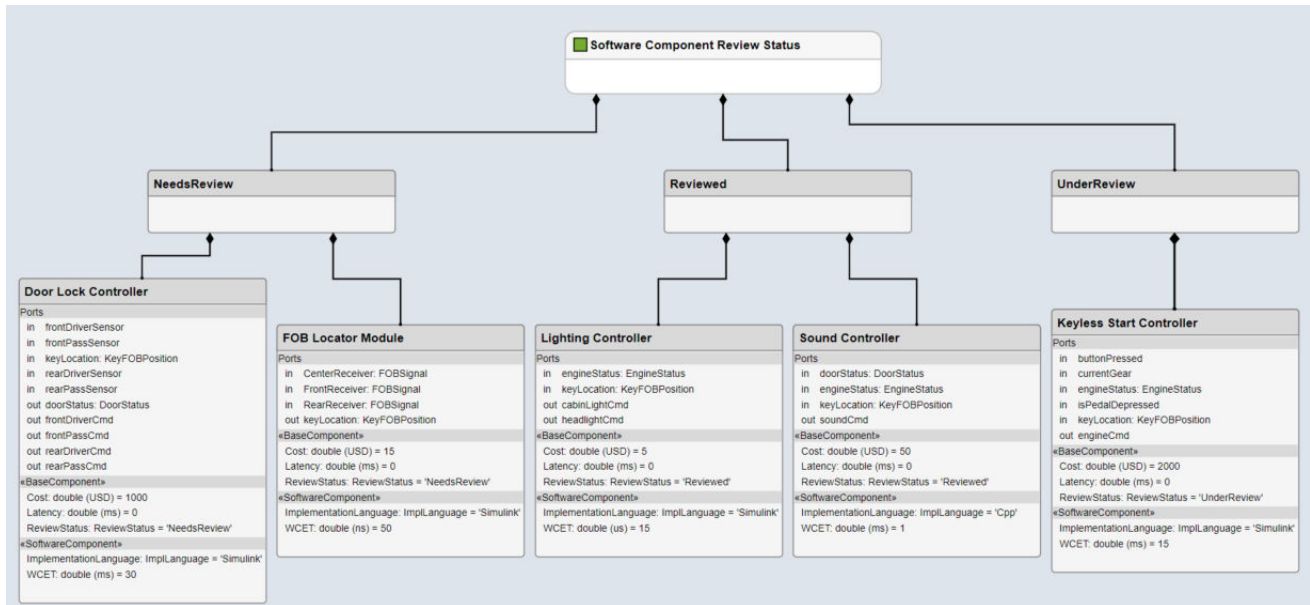 Software Component Review Status
NeedsReview
Reviewed
UnderReview
Door Lock Controller
Ports
in frontDriverSensor
in frontPassSensor
in keyLocation: KeyFOBPosition
in rearDriverSensor
in rearPassSensor
out doorStatus: DoorStatus
out frontDriverCmd
out frontPassCmd
out rearDriverCmd
out rearPassCmd
«BaseComponent»
Cost: double (USD) = 1000
Latency: double (ms) = 0
ReviewStatus: ReviewStatus = 'NeedsReview'
«SoftwareComponent»
ImplementationLanguage: ImplLanguage = 'Simulink'
WCET: double (ms) = 30
FOB Locator Module
Ports
in CenterReceiver: FOBSignal
in FrontReceiver: FOBSignal
in RearReceiver: FOBSignal
out keyLocation: KeyFOBPosition
«BaseComponent»
Cost: double (USD) = 15
Latency: double (ms) = 0
ReviewStatus: ReviewStatus = 'NeedsReview'
«SoftwareComponent»
ImplementationLanguage: ImplLanguage = 'Simulink'
WCET: double (ns) = 50
Lighting Controller
Ports
in engineStatus: EngineStatus
in keyLocation: KeyFOBPosition
out cabinLightCmd
out headlightCmd
«BaseComponent»
Cost: double (USD) = 5
Latency: double (ms) = 0
ReviewStatus: ReviewStatus = 'Reviewed'
«SoftwareComponent»
ImplementationLanguage: ImplLanguage = 'Simulink'
WCET: double (us) = 15
Sound Controller
Ports
in doorStatus: DoorStatus
in engineStatus: EngineStatus
in keyLocation: KeyFOBPosition
out soundCmd
«BaseComponent»
Cost: double (USD) = 50
Latency: double (ms) = 0
ReviewStatus: ReviewStatus = 'Reviewed'
«SoftwareComponent»
ImplementationLanguage: ImplLanguage = 'Cpp'
WCET: double (ms) = 1
Keyless Start Controller
Ports
in buttonPressed
in currentGear
in engineStatus: EngineStatus
in isPedalDepressed
in keyLocation: KeyFOBPosition
out engineCmd
«BaseComponent»
Cost: double (USD) = 2000
Latency: double (ms) = 0
ReviewStatus: ReviewStatus = 'UnderReview'
«SoftwareComponent»
ImplementationLanguage: ImplLanguage = 'Simulink'
WCET: double (ms) = 15